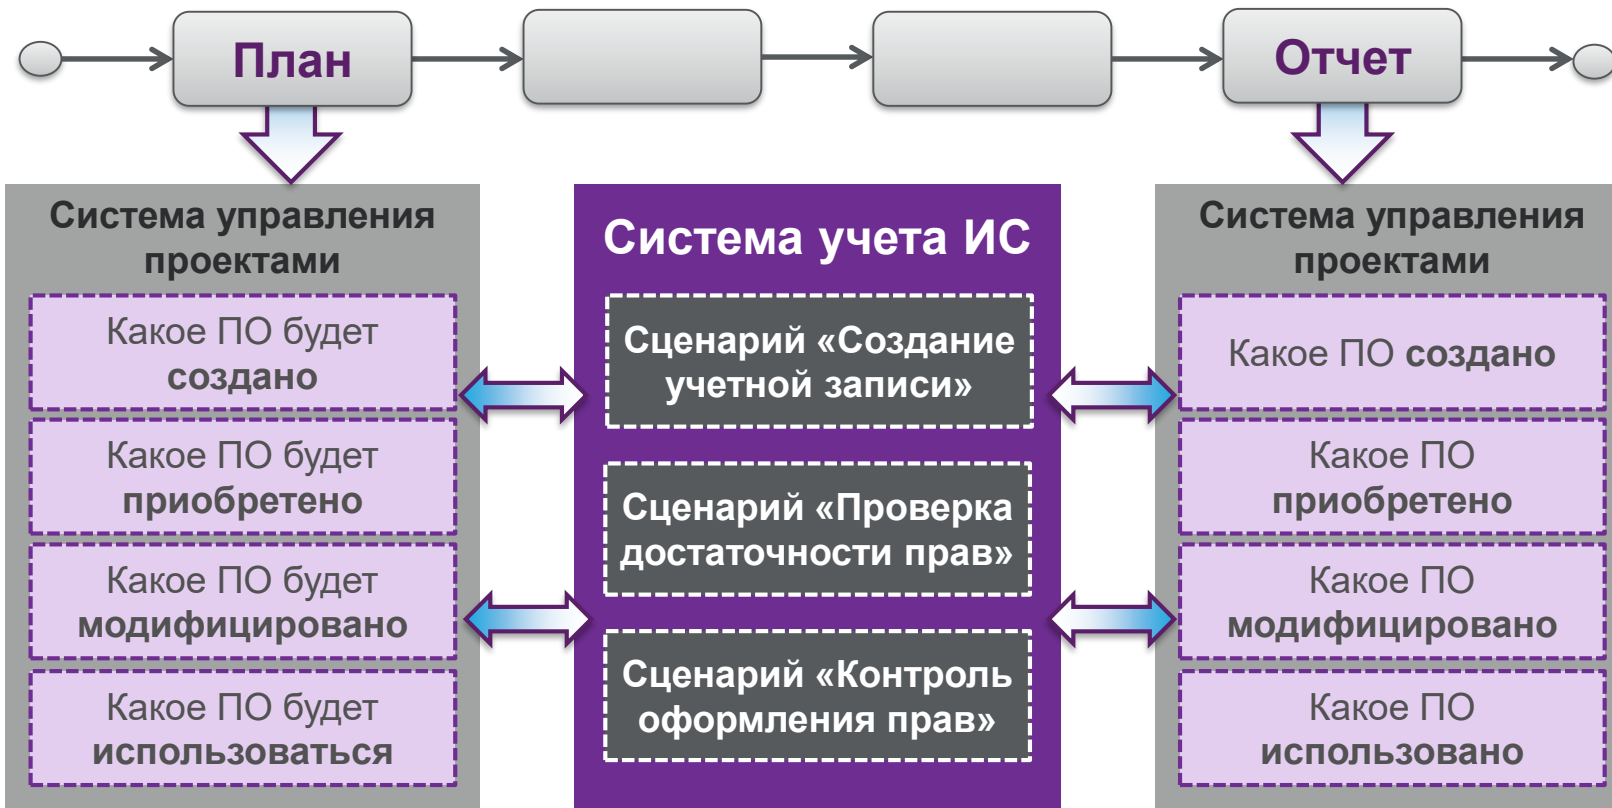 План
Отчет
Система управления
проектами
Какое ПО будет
создано
Какое ПО будет
приобретено
Какое ПО будет
модифицировано
Какое ПО будет
использоваться
Система учета ИС
Сценарий «Создание
учетной записи»
Сценарий «Проверка
достаточности прав»
Сценарий «Контроль
оформления прав»
Система управления
проектами
Какое ПО создано
Какое ПО
приобретено
Какое ПО
модифицировано
Какое ПО
использовано